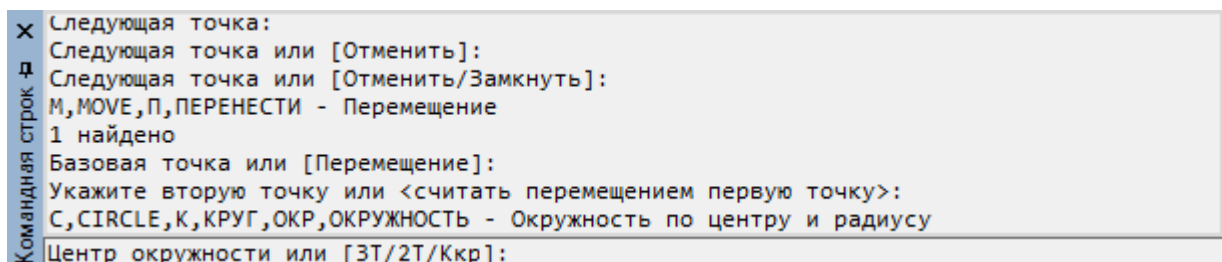 Следующая точка:
Следующая точка или [Отменить]:
Следующая точка или [Отменить/Замкнуть]:
M,MOVE,П,ПЕРЕНЕСТИ - Перемещение
1 найдено
Базовая точка или [Перемещение]:
Укажите вторую точку или <считать перемещением первую точку>:
C,CIRCLE,К,КРУГ,ОКР,ОКРУЖНОСТЬ - Окружность по центру и радиусу
Центр окружности или [3Т/2Т/Ккр]:
Командная строк